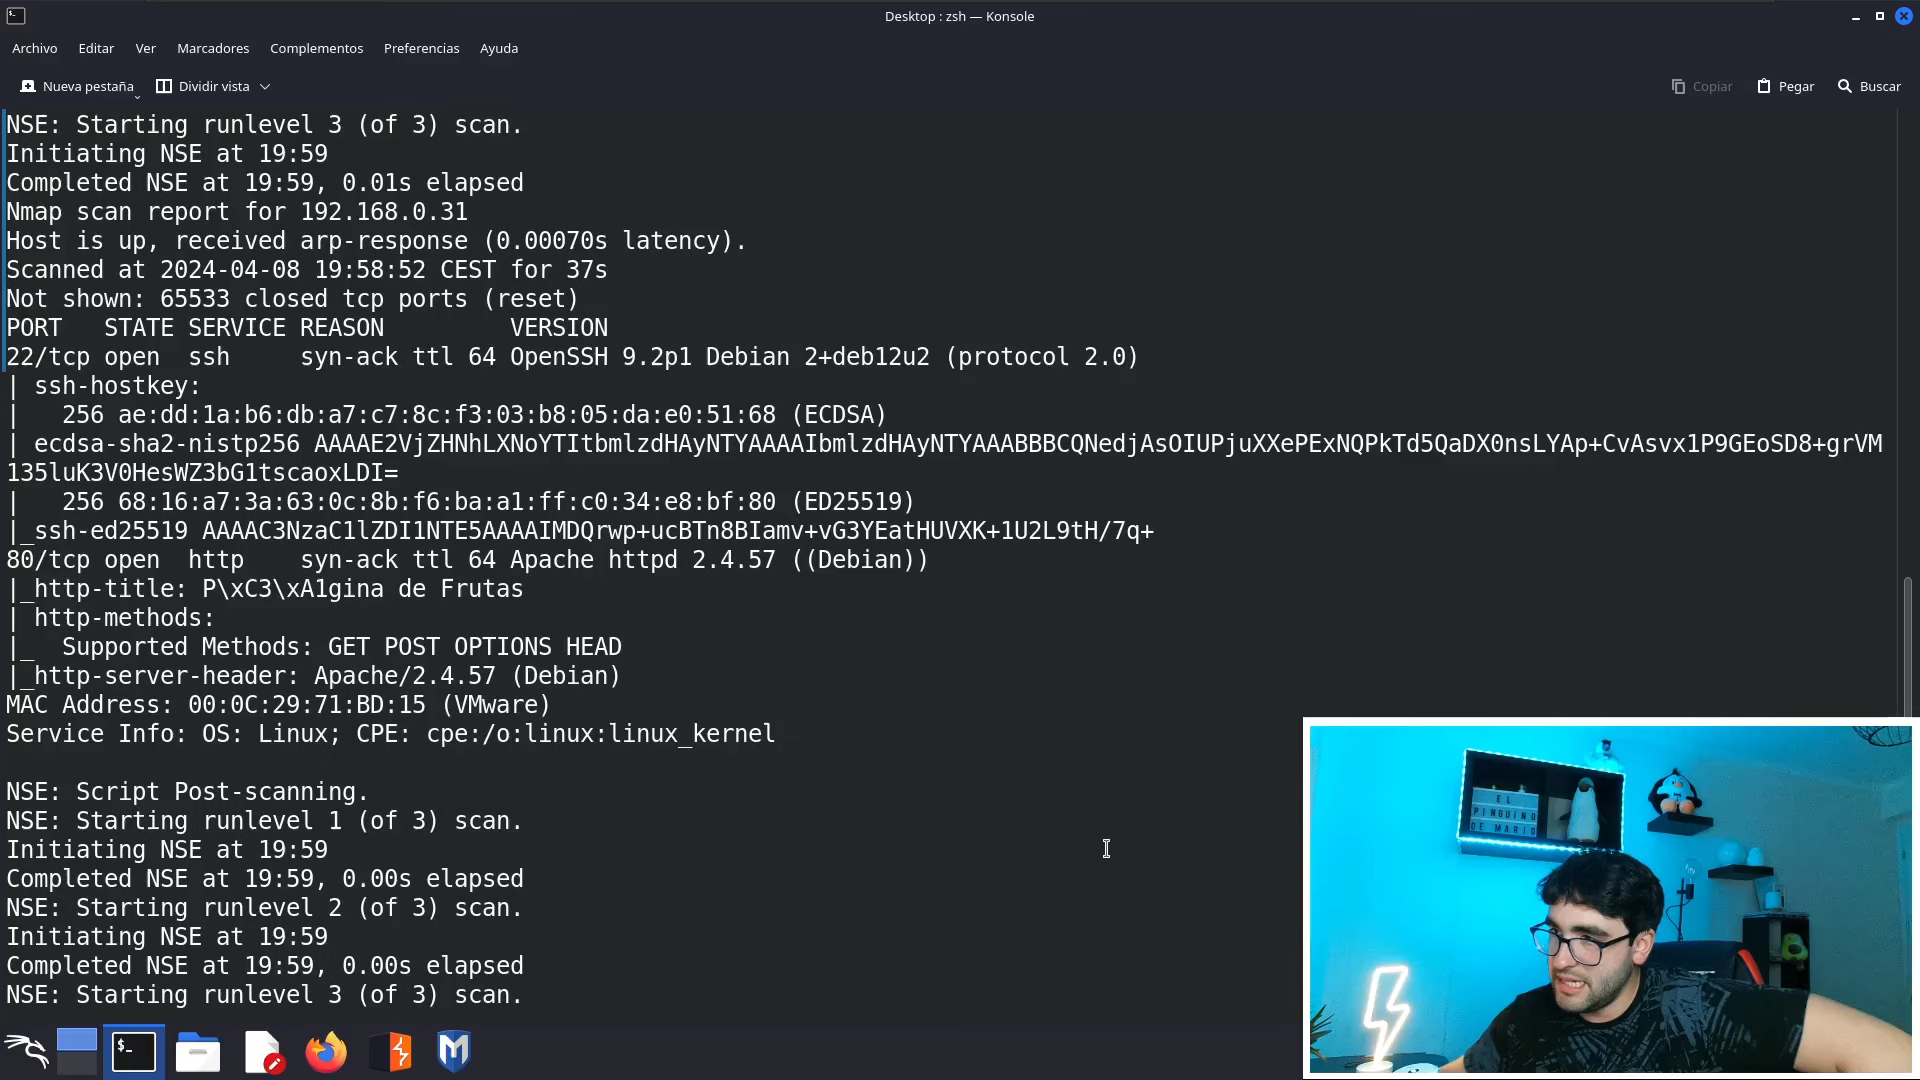 Desktop : zsh — Konsole
Archivo Editar Ver Marcadores Complementos Preferencias Ayuda
Nueva pestaña Dividir vista Copiar Pegar Buscar
NSE: Starting runlevel 3 (of 3) scan.
Initiating NSE at 19:59
Completed NSE at 19:59, 0.01s elapsed
Nmap scan report for 192.168.0.31
Host is up, received arp-response (0.00070s latency).
Scanned at 2024-04-08 19:58:52 CEST for 37s
Not shown: 65533 closed tcp ports (reset)
PORT   STATE SERVICE REASON         VERSION
22/tcp open  ssh     syn-ack ttl 64 OpenSSH 9.2p1 Debian 2+deb12u2 (protocol 2.0)
| ssh-hostkey:
|   256 ae:dd:1a:b6:db:a7:c7:8c:f3:03:b8:05:da:e0:51:68 (ECDSA)
| ecdsa-sha2-nistp256 AAAAE2VjZHNhLXNoYTItbmlzdHAyNTYAAAAIbmlzdHAyNTYAAABBBCQNedjAsOIUPjuXXePExNQPkTd5QaDX0nsLYAp+CvAsvx1P9GEoSD8+grVM
135luK3V0HesWZ3bG1tscaoxLDI=
|   256 68:16:a7:3a:63:0c:8b:f6:ba:a1:ff:c0:34:e8:bf:80 (ED25519)
|_ssh-ed25519 AAAAC3NzaC1lZDI1NTE5AAAAIMDQrwp+ucBTn8BIamv+vG3YEatHUVXK+1U2L9tH/7q+
80/tcp open  http    syn-ack ttl 64 Apache httpd 2.4.57 ((Debian))
|_http-title: P\xC3\xA1gina de Frutas
| http-methods:
|_  Supported Methods: GET POST OPTIONS HEAD
|_http-server-header: Apache/2.4.57 (Debian)
MAC Address: 00:0C:29:71:BD:15 (VMware)
Service Info: OS: Linux; CPE: cpe:/o:linux:linux_kernel
NSE: Script Post-scanning.
NSE: Starting runlevel 1 (of 3) scan.
Initiating NSE at 19:59
Completed NSE at 19:59, 0.00s elapsed
NSE: Starting runlevel 2 (of 3) scan.
Initiating NSE at 19:59
Completed NSE at 19:59, 0.00s elapsed
NSE: Starting runlevel 3 (of 3) scan.
EL
PINGUINO
DE MARIO